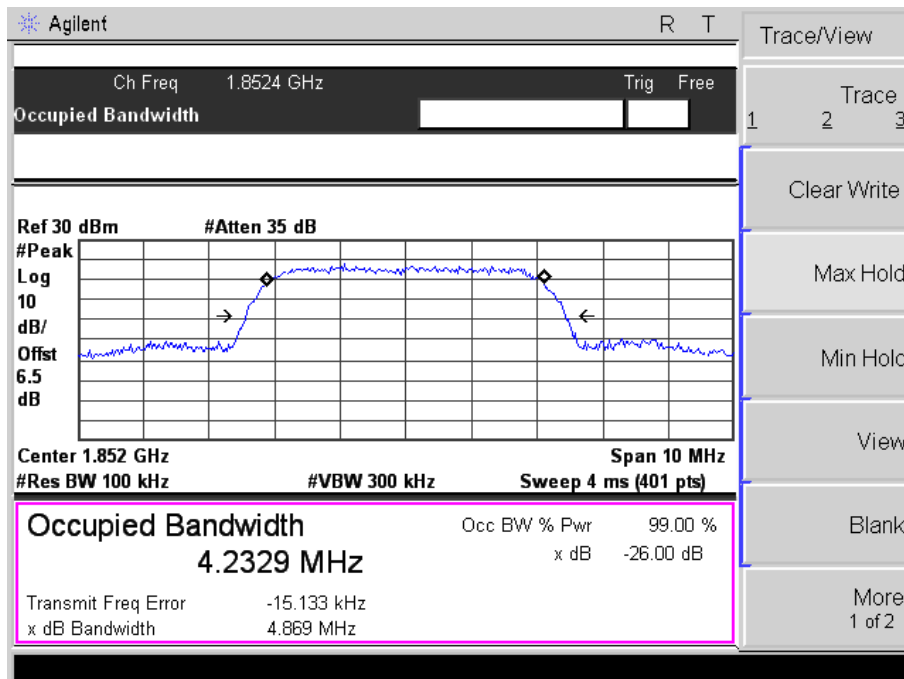 Agilent R T
Trace/View
Ch Freq 1.8524 GHz Trig Free
Occupied Bandwidth
Trace
1 2 3
Clear Write
Max Hold
Min Hold
View
Blank
More
1 of 2
Ref 30 dBm #Atten 35 dB
#Peak
Log
10
dB/
Offst
6.5
dB
Center 1.852 GHz Span 10 MHz
#Res BW 100 kHz #VBW 300 kHz Sweep 4 ms (401 pts)
Occupied Bandwidth Occ BW % Pwr 99.00 %
4.2329 MHz x dB -26.00 dB
Transmit Freq Error -15.133 kHz
x dB Bandwidth 4.869 MHz